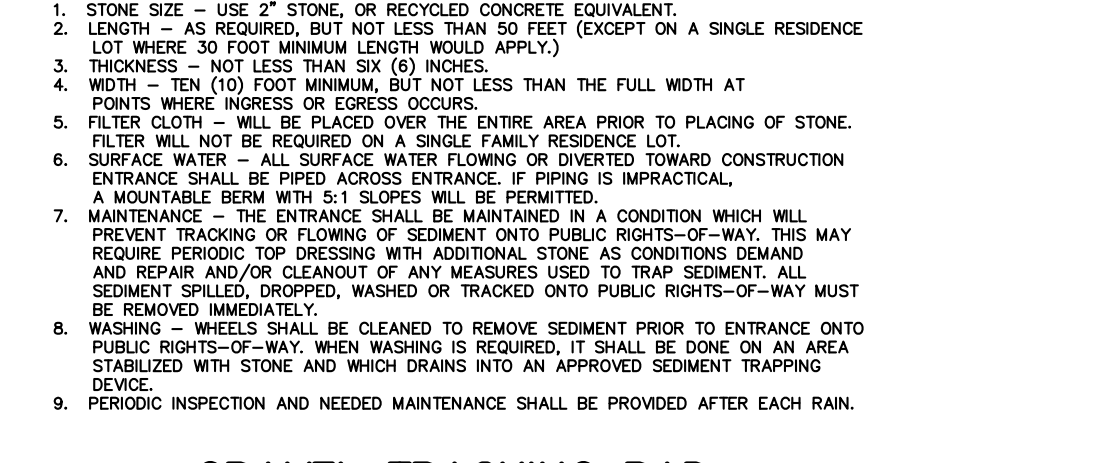 1. STONE SIZE – USE 2" STONE, OR RECYCLED CONCRETE EQUIVALENT.
2. LENGTH – AS REQUIRED, BUT NOT LESS THAN 50 FEET (EXCEPT ON A SINGLE RESIDENCE
LOT WHERE 30 FOOT MINIMUM LENGTH WOULD APPLY.)
3. THICKNESS – NOT LESS THAN SIX (6) INCHES.
4. WIDTH – TEN (10) FOOT MINIMUM, BUT NOT LESS THAN THE FULL WIDTH AT
POINTS WHERE INGRESS OR EGRESS OCCURS.
5. FILTER CLOTH – WILL BE PLACED OVER THE ENTIRE AREA PRIOR TO PLACING OF STONE.
FILTER WILL NOT BE REQUIRED ON A SINGLE FAMILY RESIDENCE LOT.
6. SURFACE WATER – ALL SURFACE WATER FLOWING OR DIVERTED TOWARD CONSTRUCTION
ENTRANCE SHALL BE PIPED ACROSS ENTRANCE. IF PIPING IS IMPRACTICAL,
A MOUNTABLE BERM WITH 5:1 SLOPES WILL BE PERMITTED.
7. MAINTENANCE – THE ENTRANCE SHALL BE MAINTAINED IN A CONDITION WHICH WILL
PREVENT TRACKING OR FLOWING OF SEDIMENT ONTO PUBLIC RIGHTS–OF–WAY. THIS MAY
REQUIRE PERIODIC TOP DRESSING WITH ADDITIONAL STONE AS CONDITIONS DEMAND
AND REPAIR AND/OR CLEANOUT OF ANY MEASURES USED TO TRAP SEDIMENT. ALL
SEDIMENT SPILLED, DROPPED, WASHED OR TRACKED ONTO PUBLIC RIGHTS–OF–WAY MUST
BE REMOVED IMMEDIATELY.
8. WASHING – WHEELS SHALL BE CLEANED TO REMOVE SEDIMENT PRIOR TO ENTRANCE ONTO
PUBLIC RIGHTS–OF–WAY. WHEN WASHING IS REQUIRED, IT SHALL BE DONE ON AN AREA
STABILIZED WITH STONE AND WHICH DRAINS INTO AN APPROVED SEDIMENT TRAPPING
DEVICE.
9. PERIODIC INSPECTION AND NEEDED MAINTENANCE SHALL BE PROVIDED AFTER EACH RAIN.